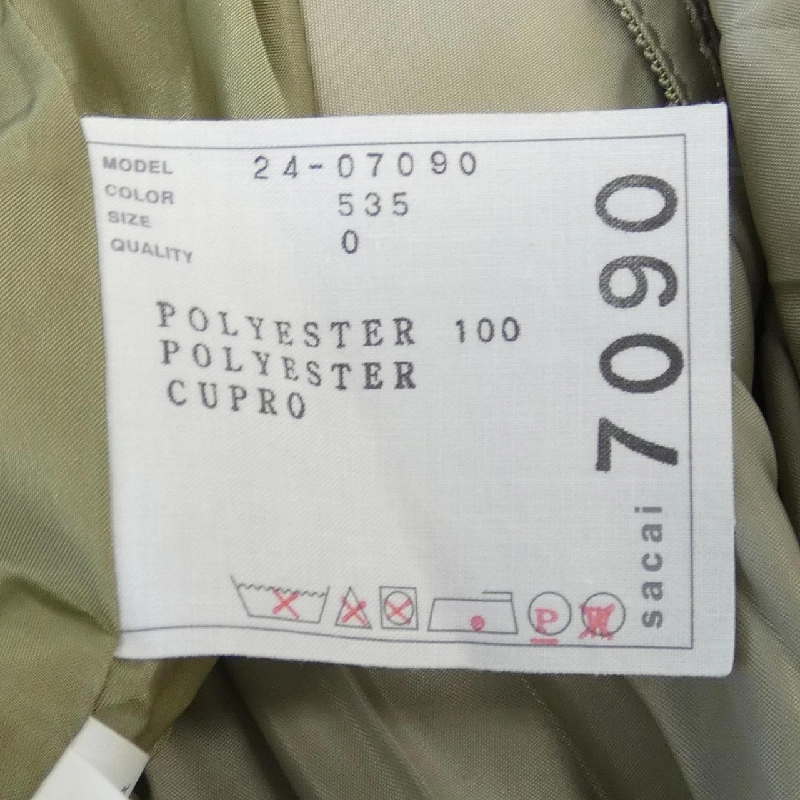 MODEL 24-07090
COLOR 535
SIZE 0
QUALITY
POLYESTER 100
POLYESTER
CUPRO
P
W
sacai 7090